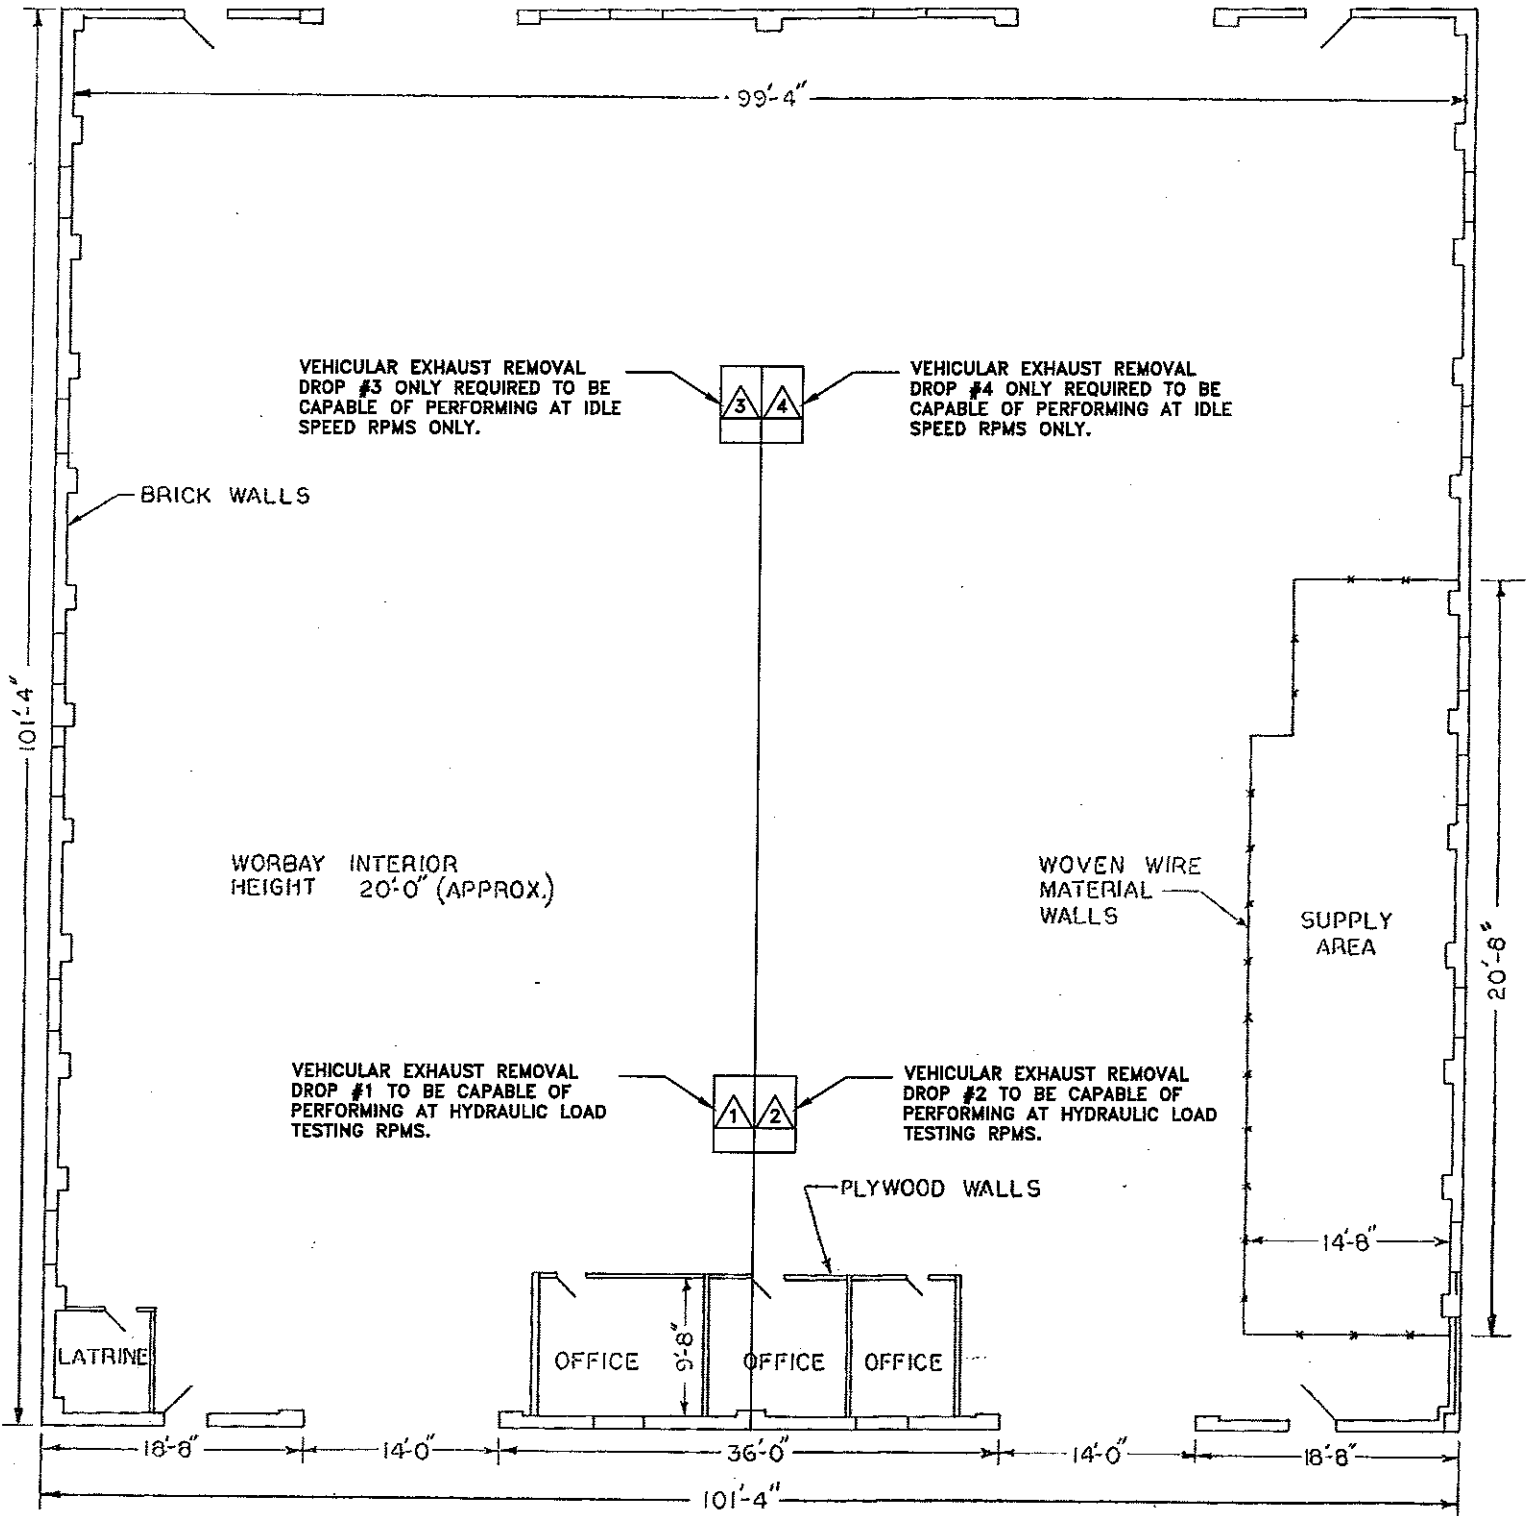 99'-4"
VEHICULAR EXHAUST REMOVAL
DROP #3 ONLY REQUIRED TO BE
CAPABLE OF PERFORMING AT IDLE
SPEED RPMS ONLY.
3
4
VEHICULAR EXHAUST REMOVAL
DROP #4 ONLY REQUIRED TO BE
CAPABLE OF PERFORMING AT IDLE
SPEED RPMS ONLY.
BRICK WALLS
101'-4"
WORBAY INTERIOR
HEIGHT 20'-0" (APPROX.)
WOVEN WIRE
MATERIAL
WALLS
SUPPLY
AREA
20'-8"
VEHICULAR EXHAUST REMOVAL
DROP #1 TO BE CAPABLE OF
PERFORMING AT HYDRAULIC LOAD
TESTING RPMS.
1
2
VEHICULAR EXHAUST REMOVAL
DROP #2 TO BE CAPABLE OF
PERFORMING AT HYDRAULIC LOAD
TESTING RPMS.
PLYWOOD WALLS
14'-8"
LATRINE
OFFICE
9'-8"
OFFICE
OFFICE
18'-8"
14'-0"
36'-0"
14'-0"
18'-8"
101'-4"